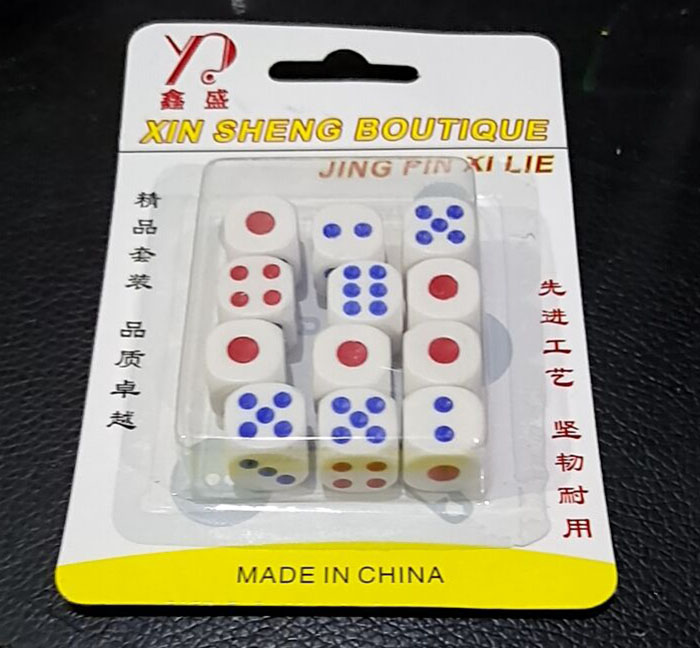 鑫盛
XIN SHENG BOUTIQUE
JING PIN XI LIE
精品套装 品质卓越
先进工艺 坚韧耐用
MADE IN CHINA